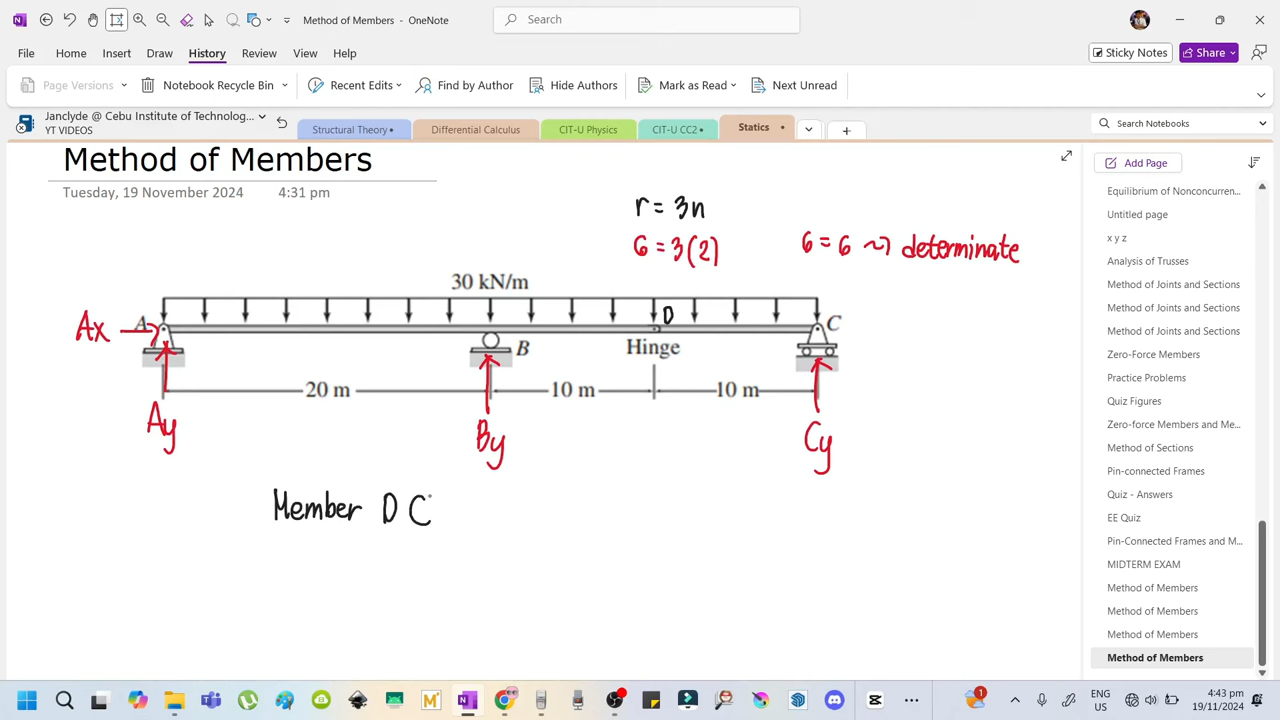 Method of Members - OneNote
Search
File Home Insert Draw History Review View Help
Sticky Notes
Share
Page Versions
Notebook Recycle Bin
Recent Edits
Find by Author
Hide Authors
Mark as Read
Next Unread
Janclyde @ Cebu Institute of Technolog...
YT VIDEOS
Structural Theory
Differential Calculus
CIT-U Physics
CIT-U CC2
Statics
Search Notebooks
Method of Members
Tuesday, 19 November 2024 4:31 pm
r = 3n
6 = 3(2) 6 = 6 ~> determinate
30 kN/m
Ax A D C
B Hinge
20 m 10 m 10 m
Ay By Cy
Member D C
Add Page
Equilibrium of Nonconcurren...
Untitled page
x y z
Analysis of Trusses
Method of Joints and Sections
Method of Joints and Sections
Method of Joints and Sections
Zero-Force Members
Practice Problems
Quiz Figures
Zero-force Members and Me...
Method of Sections
Pin-connected Frames
Quiz - Answers
EE Quiz
Pin-Connected Frames and M...
MIDTERM EXAM
Method of Members
Method of Members
Method of Members
Method of Members
1
ENG
US
4:43 pm
19/11/2024